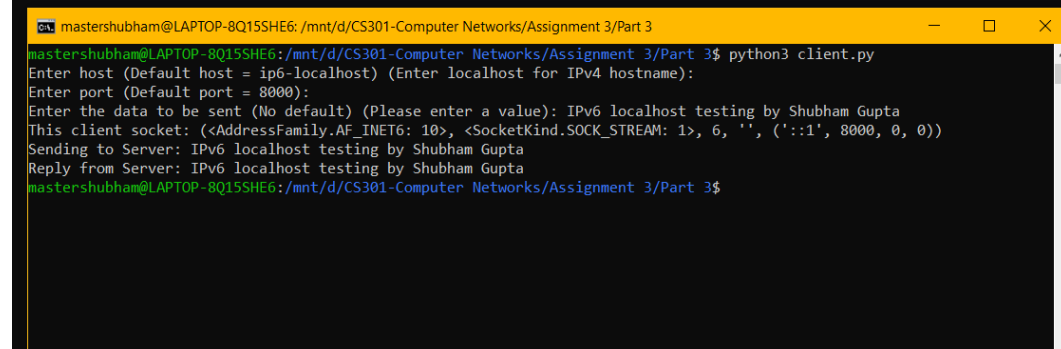 mastershubham@LAPTOP-8Q15SHE6: /mnt/d/CS301-Computer Networks/Assignment 3/Part 3
mastershubham@LAPTOP-8Q15SHE6:/mnt/d/CS301-Computer Networks/Assignment 3/Part 3$ python3 client.py
Enter host (Default host = ip6-localhost) (Enter localhost for IPv4 hostname):
Enter port (Default port = 8000):
Enter the data to be sent (No default) (Please enter a value): IPv6 localhost testing by Shubham Gupta
This client socket: (<AddressFamily.AF_INET6: 10>, <SocketKind.SOCK_STREAM: 1>, 6, '', ('::1', 8000, 0, 0))
Sending to Server: IPv6 localhost testing by Shubham Gupta
Reply from Server: IPv6 localhost testing by Shubham Gupta
mastershubham@LAPTOP-8Q15SHE6:/mnt/d/CS301-Computer Networks/Assignment 3/Part 3$